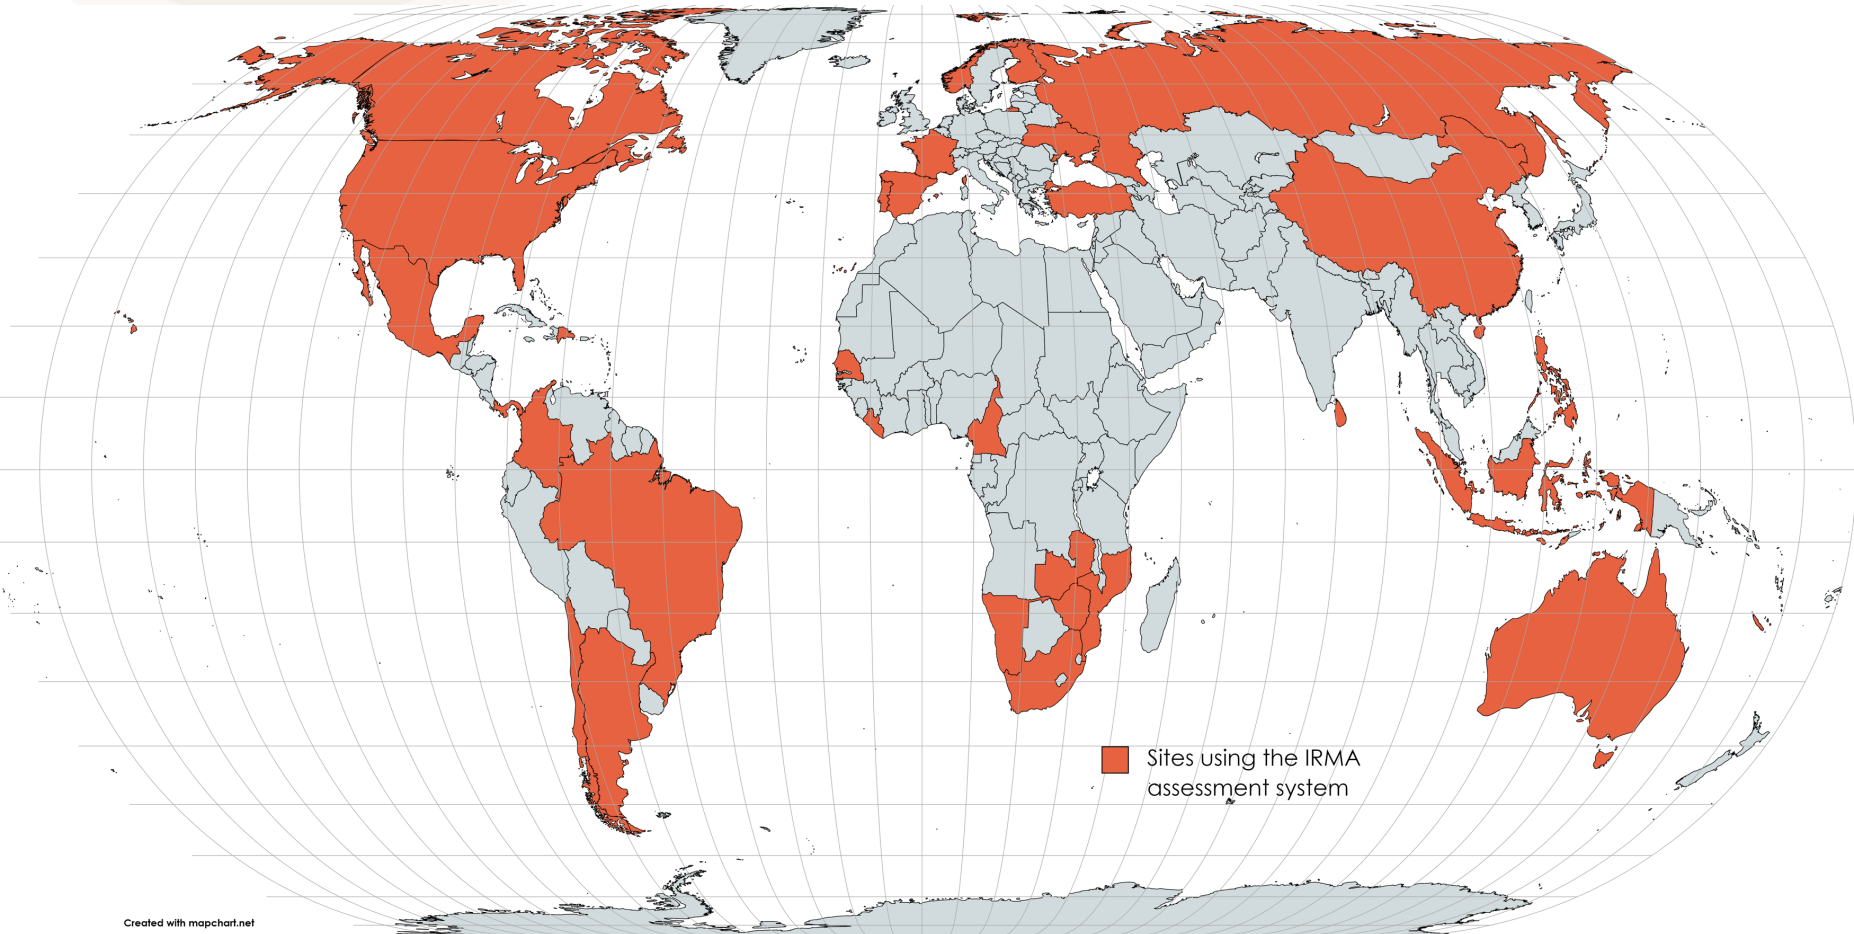 Sites using the IRMA
assessment system
Created with mapchart.net